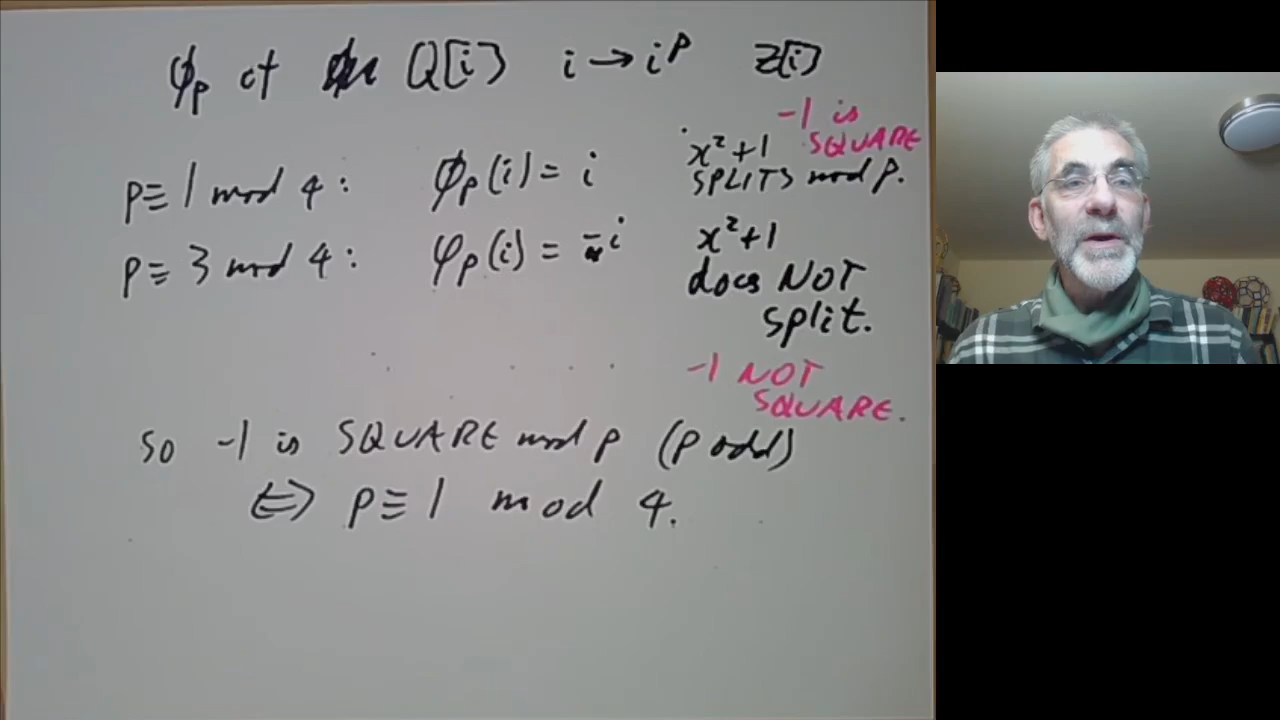 ϕₚ of Q[i] i → iᵖ Z[i]
-1 is SQUARE
p ≡ 1 mod 4: ϕₚ(i) = i
x²+1
SPLITS mod p.
p ≡ 3 mod 4: φₚ(i) = -i
x²+1
does NOT
split.
-1 NOT
SQUARE.
So -1 is SQUARE mod p (p odd)
⇔ p ≡ 1 mod 4.